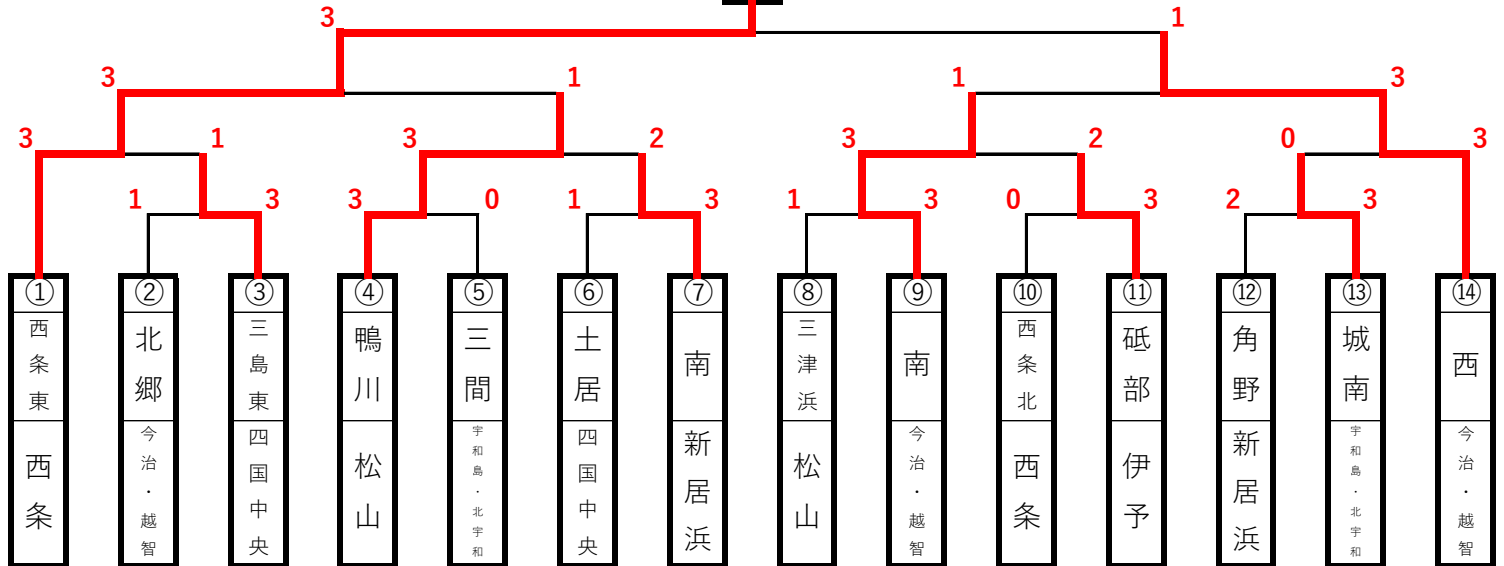 3 1
3 1 1 3
3 1 3 2 3 2 0 3
1 3 3 0 1 3 1 3 0 3 2 3
① ② ③ ④ ⑤ ⑥ ⑦ ⑧ ⑨ ⑩ ⑪ ⑫ ⑬ ⑭
西条東 北郷 三島東 鴨川 三間 土居 南 三津浜 南 西条北 砥部 角野 城南 西
西条 今治・越智 四国中央 松山 宇和島・北宇和 四国中央 新居浜 松山 今治・越智 西条 伊予 新居浜 宇和島・北宇和 今治・越智